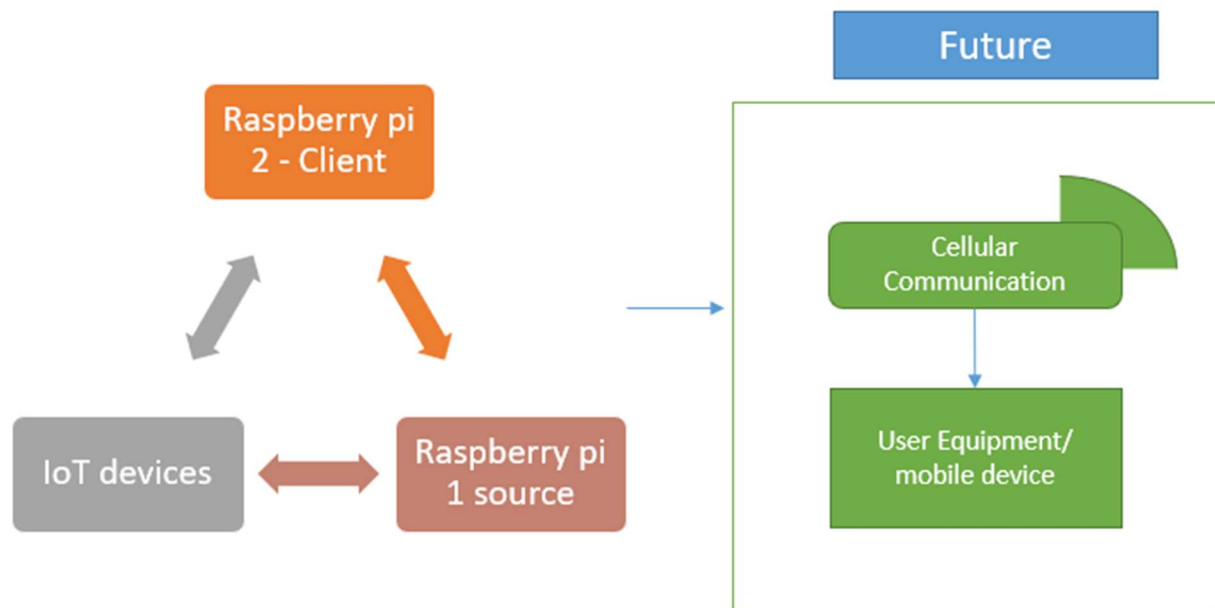 Future
Raspberry pi
2 - Client
Cellular
Communication
IoT devices
Raspberry pi
1 source
User Equipment/
mobile device